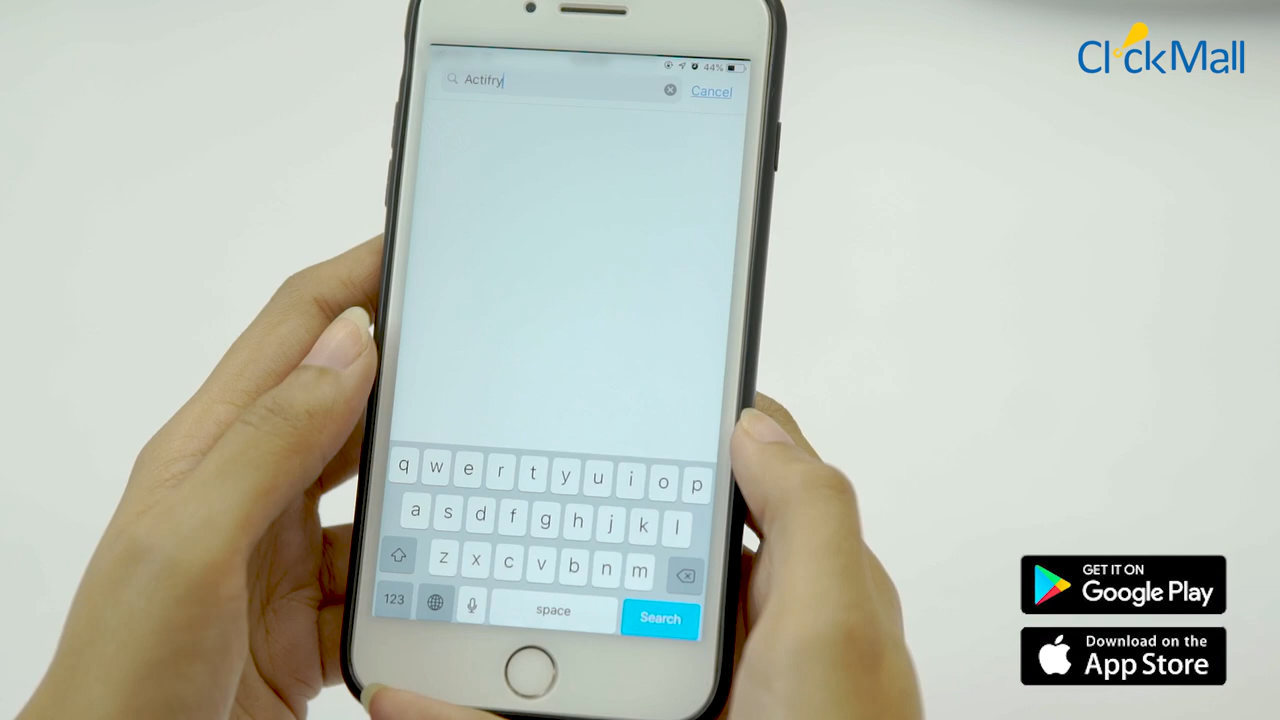 ClickMall
44%
Actifry
Cancel
q w e r t y u i o p
a s d f g h j k l
z x c v b n m
123 space Search
GET IT ON
Google Play
Download on the
App Store